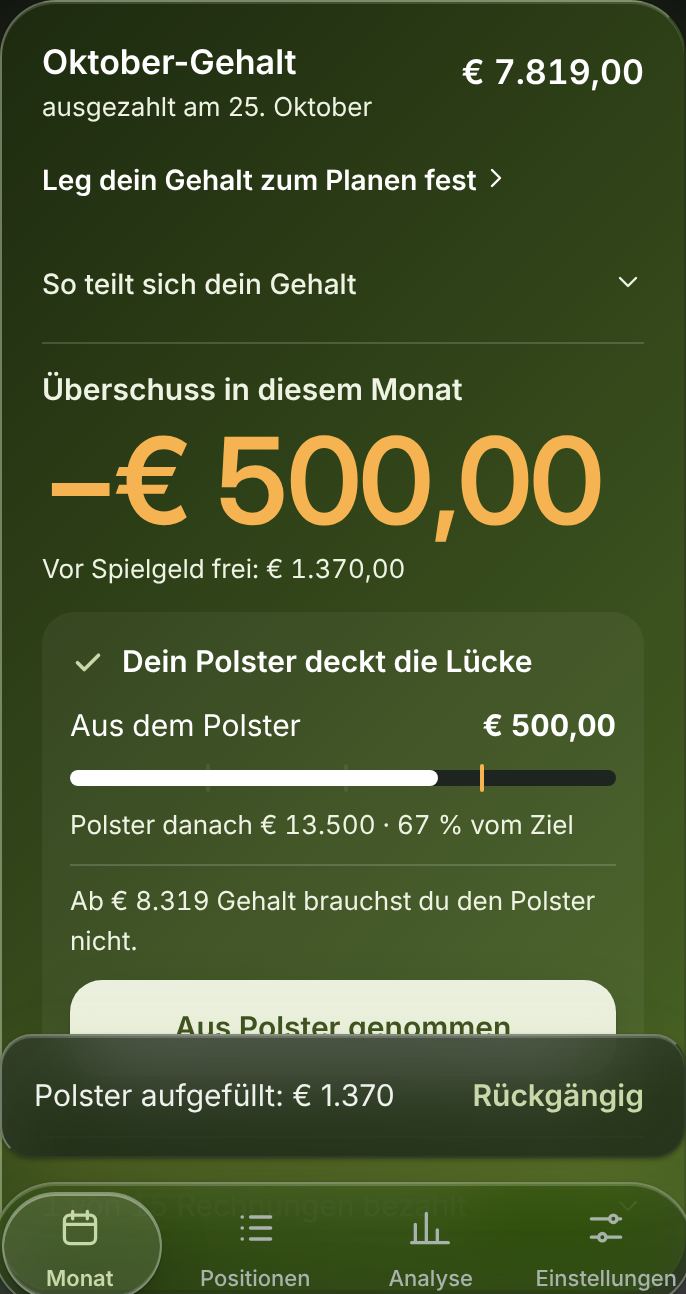 Oktober-Gehalt
€ 7.819,00
ausgezahlt am 25. Oktober
Leg dein Gehalt zum Planen fest
So teilt sich dein Gehalt
Überschuss in diesem Monat
–€ 500,00
Vor Spielgeld frei: € 1.370,00
Dein Polster deckt die Lücke
Aus dem Polster
€ 500,00
Polster danach € 13.500 · 67 % vom Ziel
Ab € 8.319 Gehalt brauchst du den Polster
nicht.
Aus Polster genommen
Polster aufgefüllt: € 1.370
Rückgängig
15 Rechnungen bezahlt
Monat
Positionen
Analyse
Einstellungen